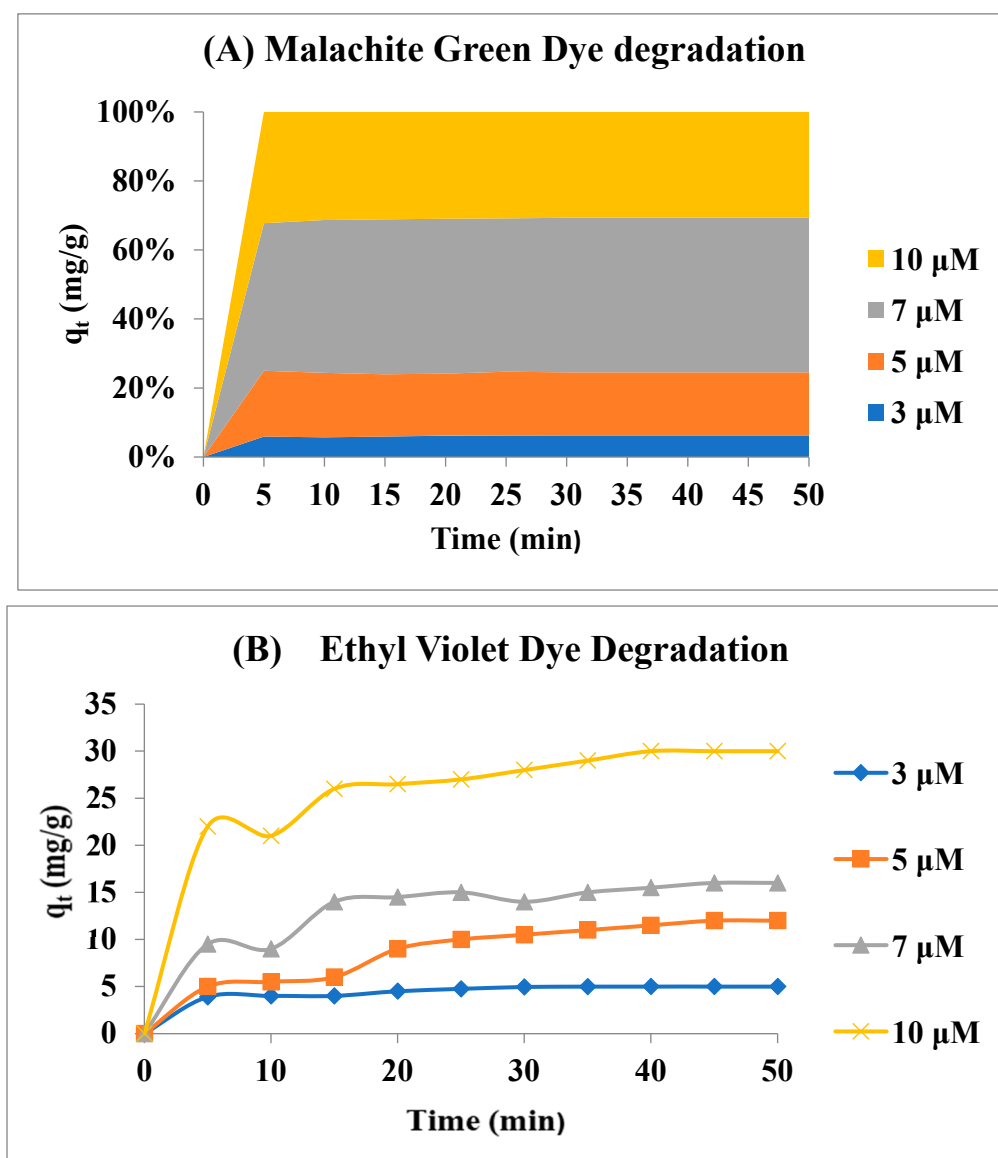 (A) Malachite Green Dye degradation
100%
80%
60%
40%
20%
0%
qt (mg/g)
0 5 10 15 20 25 30 35 40 45 50
Time (min)
10 µM
7 µM
5 µM
3 µM
(B) Ethyl Violet Dye Degradation
35
30
25
20
15
10
5
0
qt (mg/g)
0 10 20 30 40 50
Time (min)
3 µM
5 µM
7 µM
10 µM